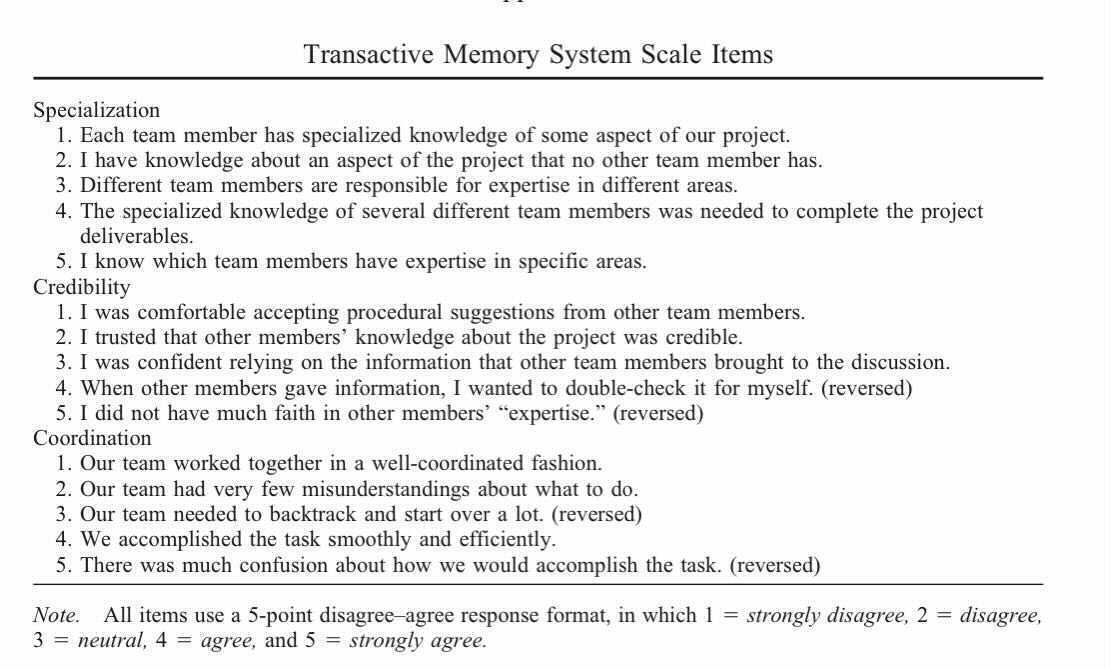 Transactive Memory System Scale Items
Specialization
1. Each team member has specialized knowledge of some aspect of our project.
2. I have knowledge about an aspect of the project that no other team member has.
3. Different team members are responsible for expertise in different areas.
4. The specialized knowledge of several different team members was needed to complete the project
deliverables.
5. I know which team members have expertise in specific areas.
Credibility
1. I was comfortable accepting procedural suggestions from other team members.
2. I trusted that other members’ knowledge about the project was credible.
3. I was confident relying on the information that other team members brought to the discussion.
4. When other members gave information, I wanted to double-check it for myself. (reversed)
5. I did not have much faith in other members’ “expertise.” (reversed)
Coordination
1. Our team worked together in a well-coordinated fashion.
2. Our team had very few misunderstandings about what to do.
3. Our team needed to backtrack and start over a lot. (reversed)
4. We accomplished the task smoothly and efficiently.
5. There was much confusion about how we would accomplish the task. (reversed)
Note. All items use a 5-point disagree–agree response format, in which 1 = strongly disagree, 2 = disagree,
3 = neutral, 4 = agree, and 5 = strongly agree.